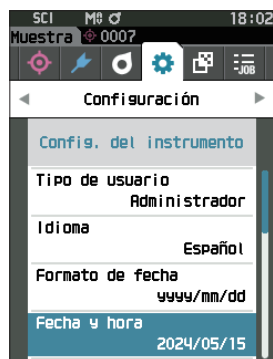 SCI M0 18:02
Muestra 0007
-JOB
Configuración
Config. del instrumento
Tipo de usuario
Administrador
Idioma
Español
Formato de fecha
yyyy/mm/dd
Fecha y hora
2024/05/15